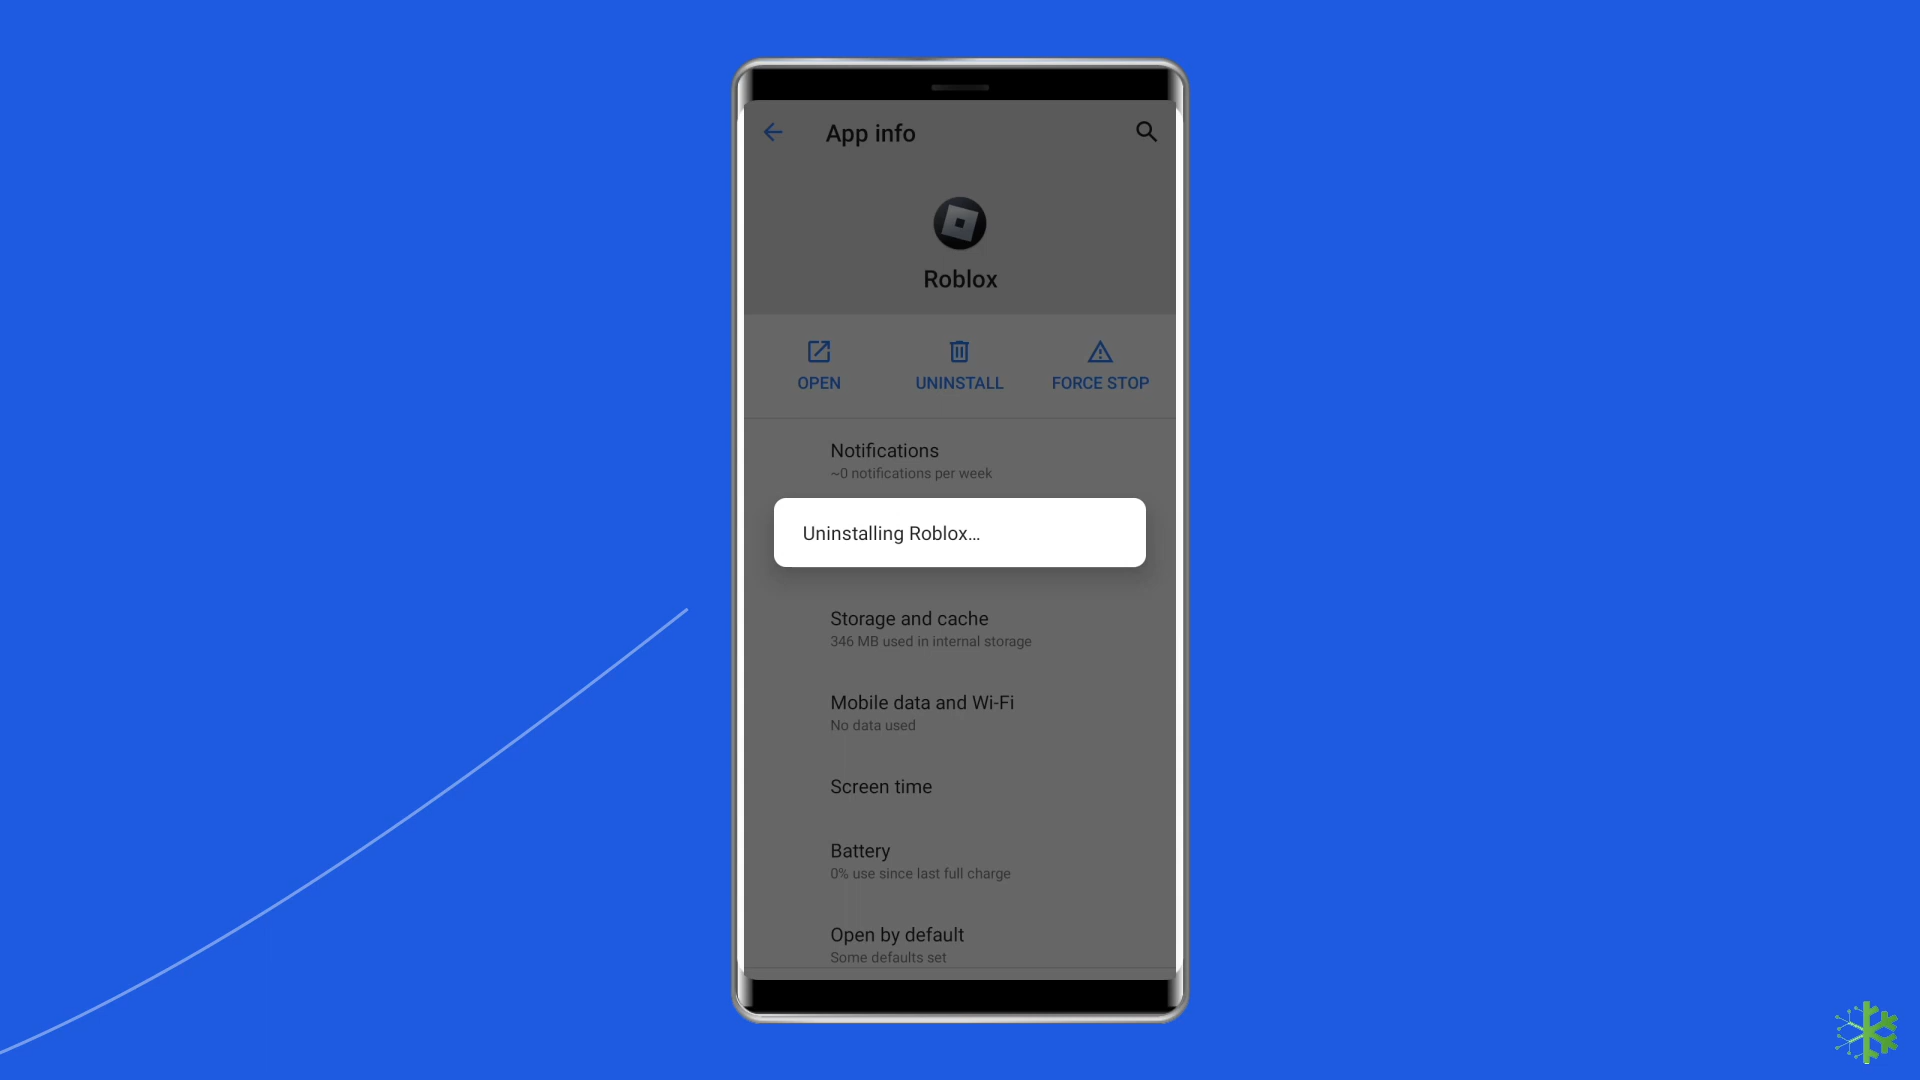 App info
Roblox
OPEN
UNINSTALL
FORCE STOP
Notifications
~0 notifications per week
Uninstalling Roblox...
Storage and cache
346 MB used in internal storage
Mobile data and Wi-Fi
No data used
Screen time
Battery
0% use since last full charge
Open by default
Some defaults set